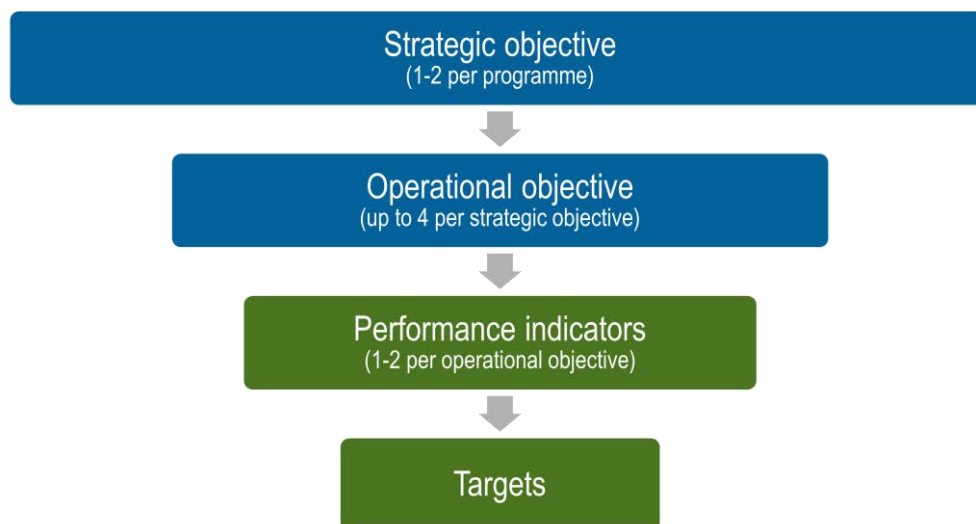 Strategic objective
(1-2 per programme)
Operational objective
(up to 4 per strategic objective)
Performance indicators
(1-2 per operational objective)
Targets